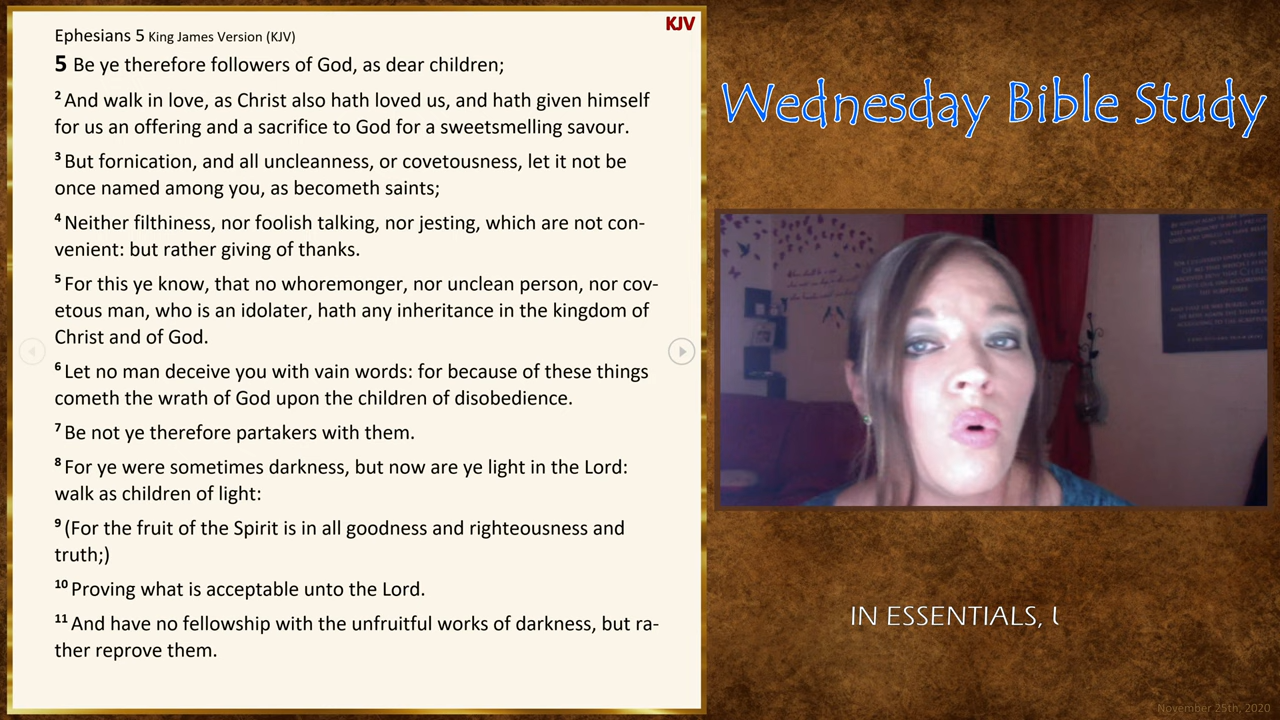 KJV
Ephesians 5 King James Version (KJV)
5 Be ye therefore followers of God, as dear children;
2 And walk in love, as Christ also hath loved us, and hath given himself
for us an offering and a sacrifice to God for a sweetsmelling savour.
3 But fornication, and all uncleanness, or covetousness, let it not be
once named among you, as becometh saints;
4 Neither filthiness, nor foolish talking, nor jesting, which are not con-
venient: but rather giving of thanks.
5 For this ye know, that no whoremonger, nor unclean person, nor cov-
etous man, who is an idolater, hath any inheritance in the kingdom of
Christ and of God.
6 Let no man deceive you with vain words: for because of these things
cometh the wrath of God upon the children of disobedience.
7 Be not ye therefore partakers with them.
8 For ye were sometimes darkness, but now are ye light in the Lord:
walk as children of light:
9 (For the fruit of the Spirit is in all goodness and righteousness and
truth;)
10 Proving what is acceptable unto the Lord.
11 And have no fellowship with the unfruitful works of darkness, but ra-
ther reprove them.
Wednesday Bible Study
IN ESSENTIALS, U
November 25th, 2020